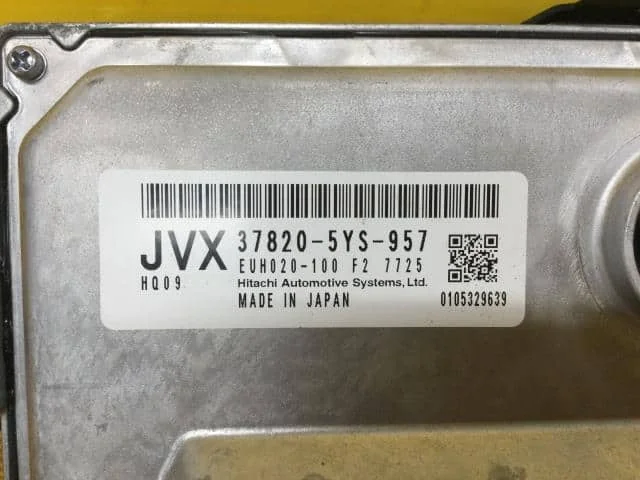 JVX 37820-5YS-957
EUH020-100 F2 7725
HQ09 Hitachi Automotive Systems, Ltd.
MADE IN JAPAN 0105329639